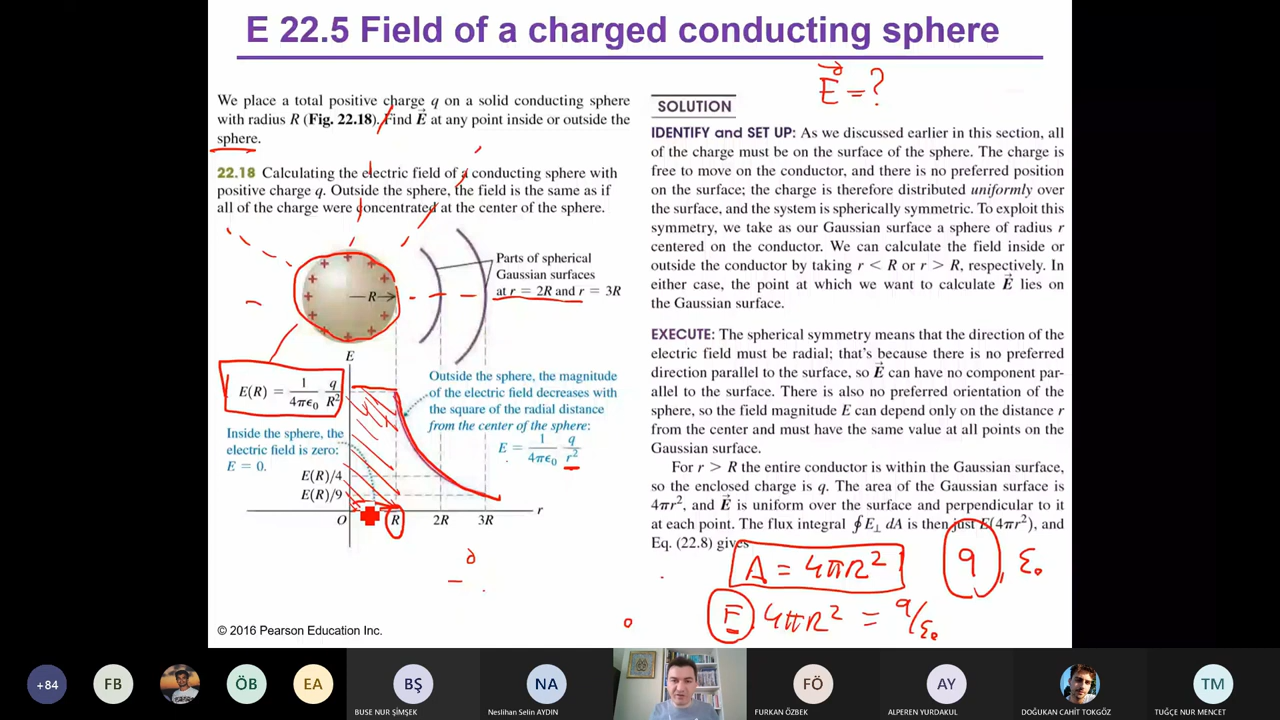 E 22.5 Field of a charged conducting sphere
E = ?
We place a total positive charge q on a solid conducting sphere
with radius R (Fig. 22.18). Find E at any point inside or outside the
sphere.
22.18 Calculating the electric field of a conducting sphere with
positive charge q. Outside the sphere, the field is the same as if
all of the charge were concentrated at the center of the sphere.
R
Parts of spherical
Gaussian surfaces
at r = 2R and r = 3R
E
E(R) = 1/4πϵ0 q/R²
Outside the sphere, the magnitude
of the electric field decreases with
the square of the radial distance
from the center of the sphere:
E = 1/4πϵ0 q/r²
Inside the sphere, the
electric field is zero:
E = 0.
E(R)/4
E(R)/9
O R 2R 3R r
© 2016 Pearson Education Inc.
SOLUTION
IDENTIFY and SET UP: As we discussed earlier in this section, all
of the charge must be on the surface of the sphere. The charge is
free to move on the conductor, and there is no preferred position
on the surface; the charge is therefore distributed uniformly over
the surface, and the system is spherically symmetric. To exploit this
symmetry, we take as our Gaussian surface a sphere of radius r
centered on the conductor. We can calculate the field inside or
outside the conductor by taking r < R or r > R, respectively. In
either case, the point at which we want to calculate E lies on
the Gaussian surface.
EXECUTE: The spherical symmetry means that the direction of the
electric field must be radial; that's because there is no preferred
direction parallel to the surface, so E can have no component par-
allel to the surface. There is also no preferred orientation of the
sphere, so the field magnitude E can depend only on the distance r
from the center and must have the same value at all points on the
Gaussian surface.
For r > R the entire conductor is within the Gaussian surface,
so the enclosed charge is q. The area of the Gaussian surface is
4πr², and E is uniform over the surface and perpendicular to it
at each point. The flux integral ∮E⊥ dA is then just E(4πr²), and
Eq. (22.8) gives
A = 4πR² q, ε0
E. 4πR² = q/ε0
+84
FB
ÖB
EA
BŞ
BUSE NUR ŞİMŞEK
NA
Neslihan Selin AYDIN
FÖ
FURKAN ÖZBEK
AY
ALPEREN YURDAKUL
DOĞUKAN CAHİT TOKGÖZ
TM
TUĞÇE NUR MENCET